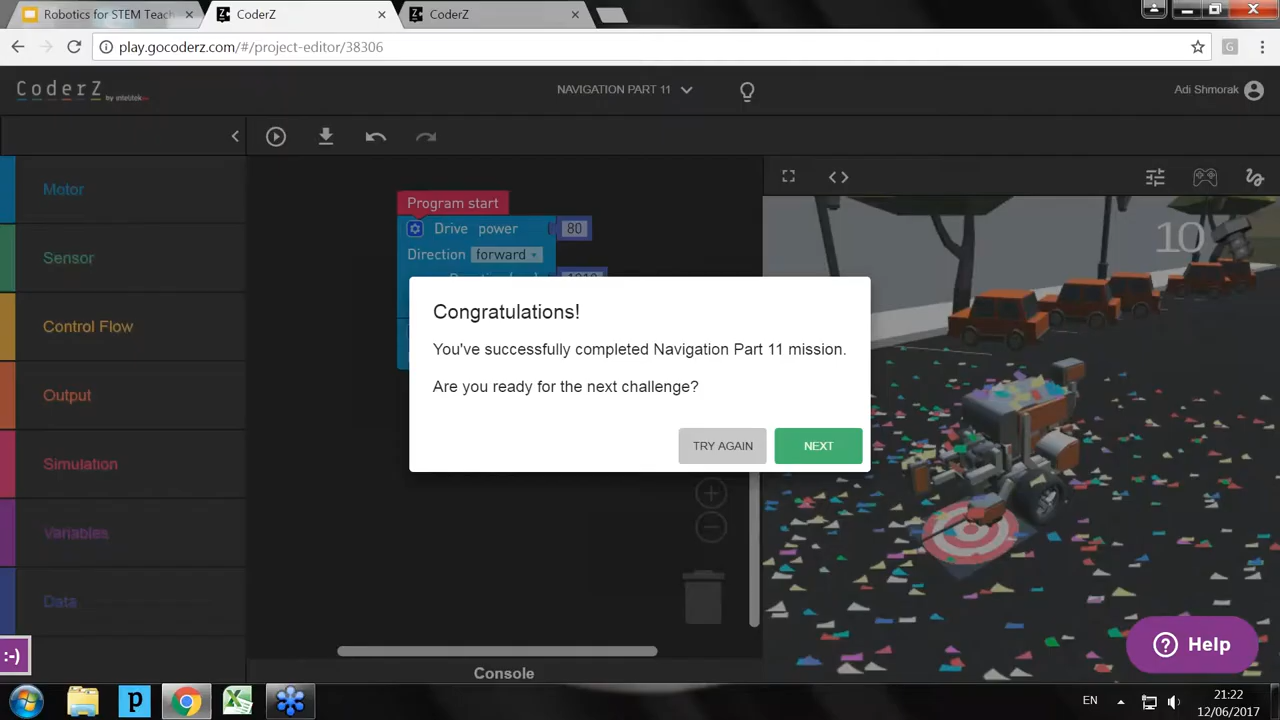 Robotics for STEM Teach
CoderZ
CoderZ
play.gocoderz.com/#/project-editor/38306
CoderZ
by intelitek
NAVIGATION PART 11
Adi Shmorak
Motor
Sensor
Control Flow
Output
Simulation
Variables
Data
Program start
Drive power 80
Direction forward
10
Congratulations!
You've successfully completed Navigation Part 11 mission.
Are you ready for the next challenge?
TRY AGAIN
NEXT
:-)
Console
Help
EN
21:22
12/06/2017